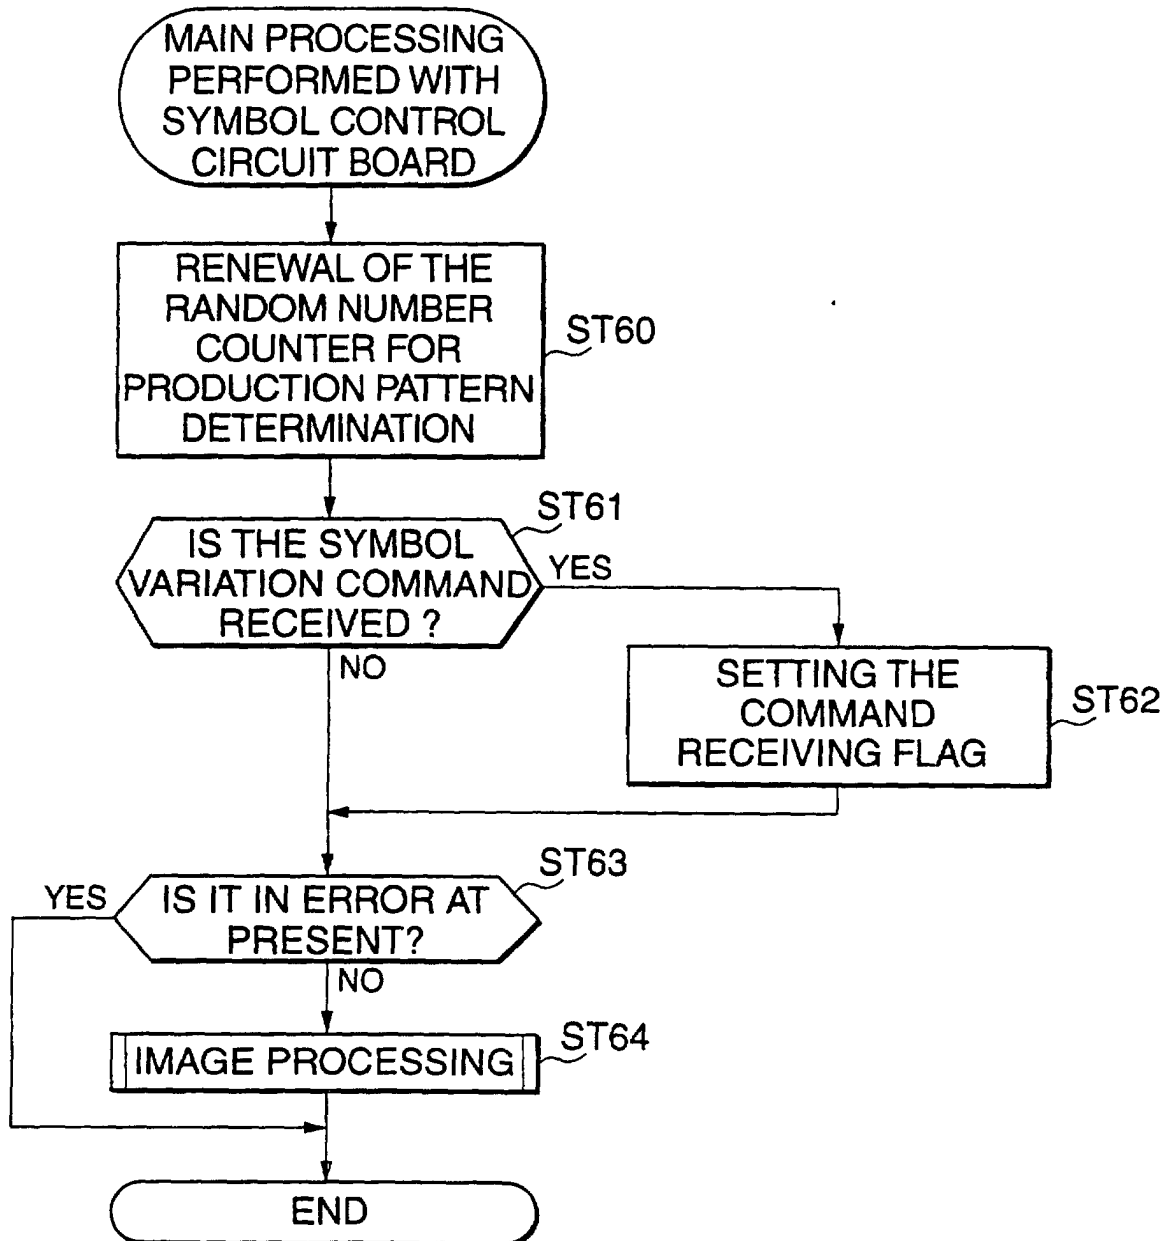 MAIN PROCESSING
PERFORMED WITH
SYMBOL CONTROL
CIRCUIT BOARD
RENEWAL OF THE
RANDOM NUMBER
COUNTER FOR
PRODUCTION PATTERN
DETERMINATION
ST60
ST61
IS THE SYMBOL
VARIATION COMMAND
RECEIVED ?
YES
NO
SETTING THE
COMMAND
RECEIVING FLAG
ST62
ST63
YES
IS IT IN ERROR AT
PRESENT?
NO
ST64
IMAGE PROCESSING
END